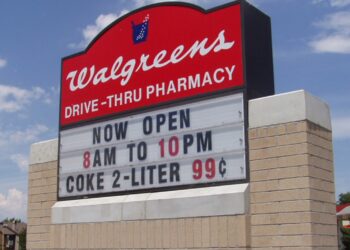 Walgreens
DRIVE-THRU PHARMACY
NOW OPEN
8AM TO 10PM
COKE 2-LITER 99¢